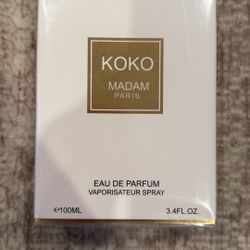 KOKO
MADAM
PARIS
EAU DE PARFUM
VAPORISATEUR SPRAY
℮100ML 3.4FL.OZ.